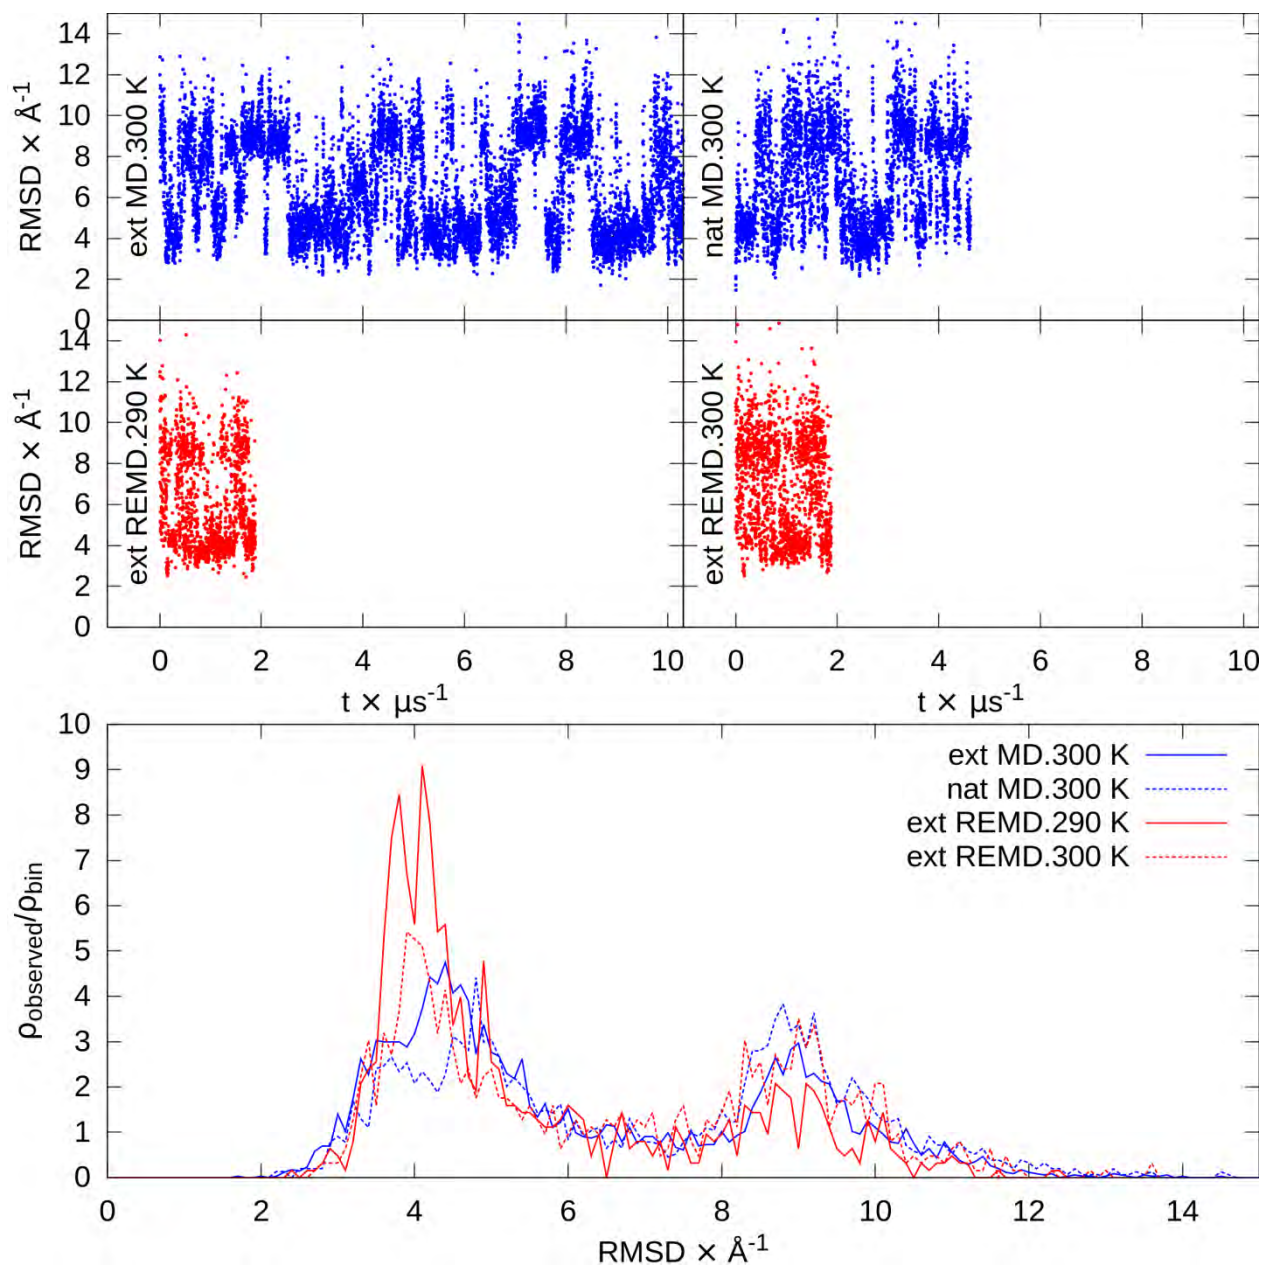 14
12
10
8
6
4
2
0
RMSD × Å-1
ext MD.300 K
nat MD.300 K
14
12
10
8
6
4
2
0
RMSD × Å-1
ext REMD.290 K
ext REMD.300 K
0 2 4 6 8 10 0 2 4 6 8 10
t × µs-1 t × µs-1
10
9
8
7
6
5
4
3
2
1
0
ρobserved/ρbin
ext MD.300 K
nat MD.300 K
ext REMD.290 K
ext REMD.300 K
0 2 4 6 8 10 12 14
RMSD × Å-1